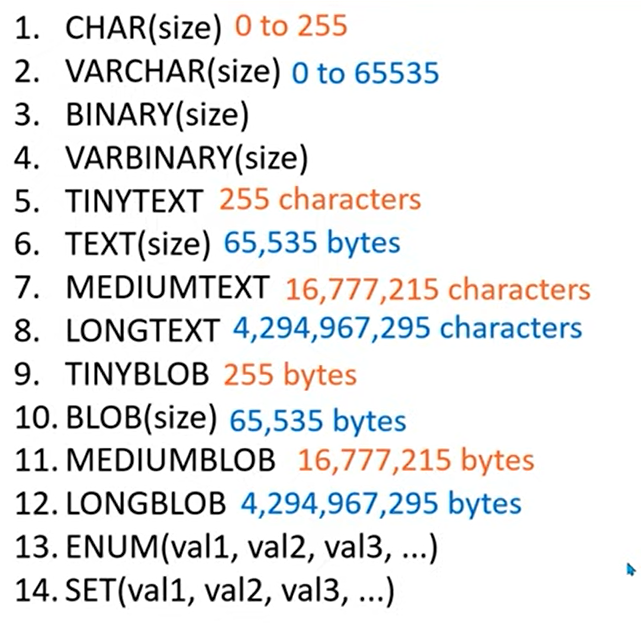 1. CHAR(size) 0 to 255
2. VARCHAR(size) 0 to 65535
3. BINARY(size)
4. VARBINARY(size)
5. TINYTEXT 255 characters
6. TEXT(size) 65,535 bytes
7. MEDIUMTEXT 16,777,215 characters
8. LONGTEXT 4,294,967,295 characters
9. TINYBLOB 255 bytes
10. BLOB(size) 65,535 bytes
11. MEDIUMBLOB 16,777,215 bytes
12. LONGBLOB 4,294,967,295 bytes
13. ENUM(val1, val2, val3, ...)
14. SET(val1, val2, val3, ...)